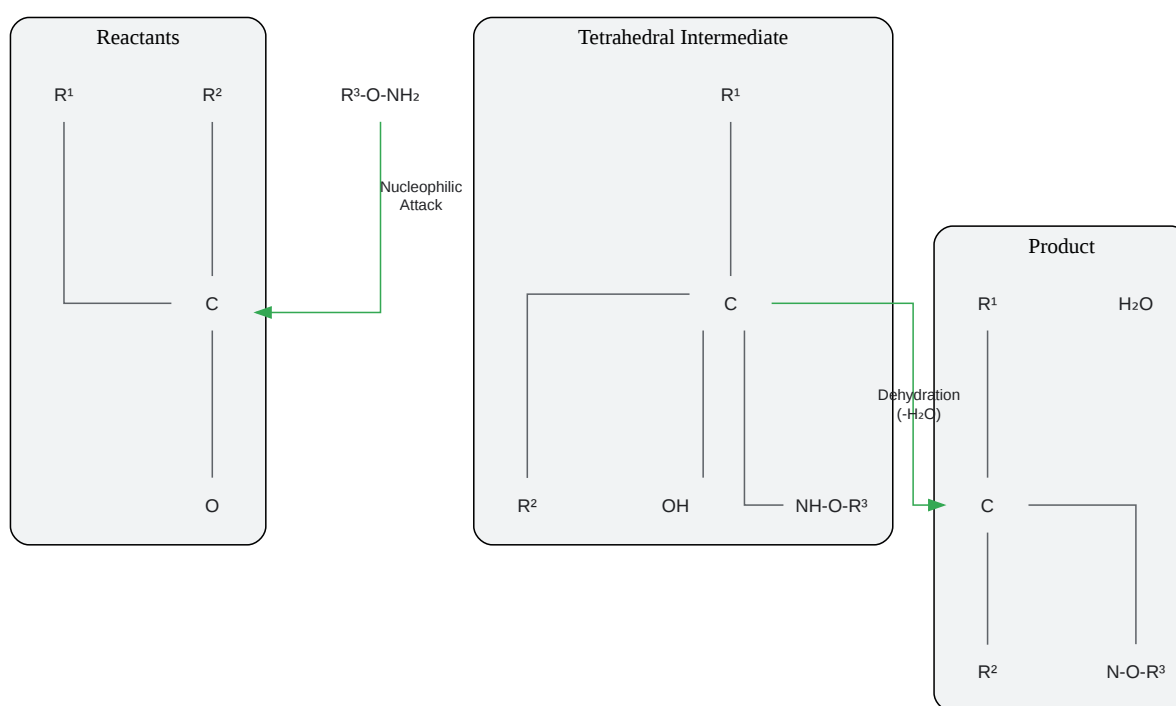 Reactants
R¹
R²
R³-O-NH₂
Nucleophilic
Attack
C
O
Tetrahedral Intermediate
R¹
C
R²
OH
NH-O-R³
Dehydration
(-H₂O)
Product
R¹
H₂O
C
R²
N-O-R³